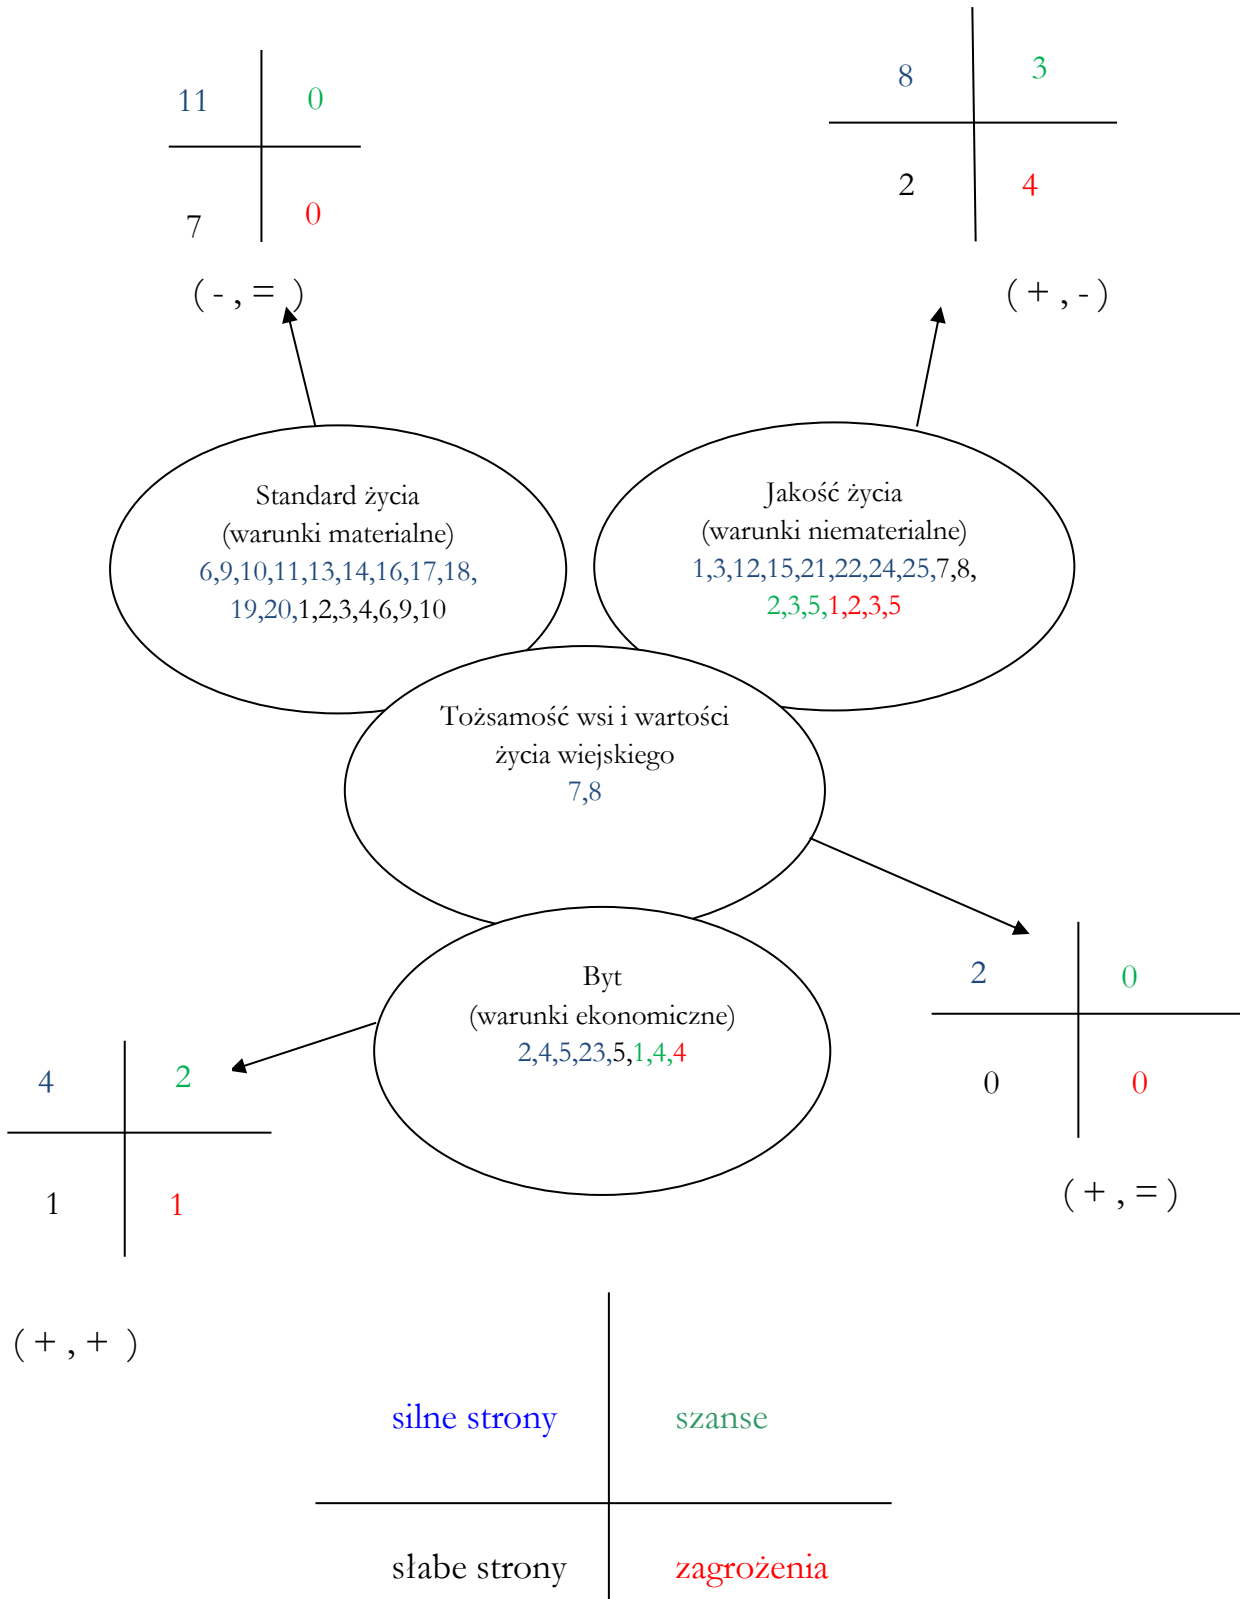 11 0
7 0
( - , = )
8 3
2 4
( + , - )
Standard życia
(warunki materialne)
6,9,10,11,13,14,16,17,18,
19,20,1,2,3,4,6,9,10
Jakość życia
(warunki niematerialne)
1,3,12,15,21,22,24,25,7,8,
2,3,5,1,2,3,5
Tożsamość wsi i wartości
życia wiejskiego
7,8
Byt
(warunki ekonomiczne)
2,4,5,23,5,1,4,4
2 0
0 0
( + , = )
4 2
1 1
( + , + )
silne strony szanse
słabe strony zagrożenia